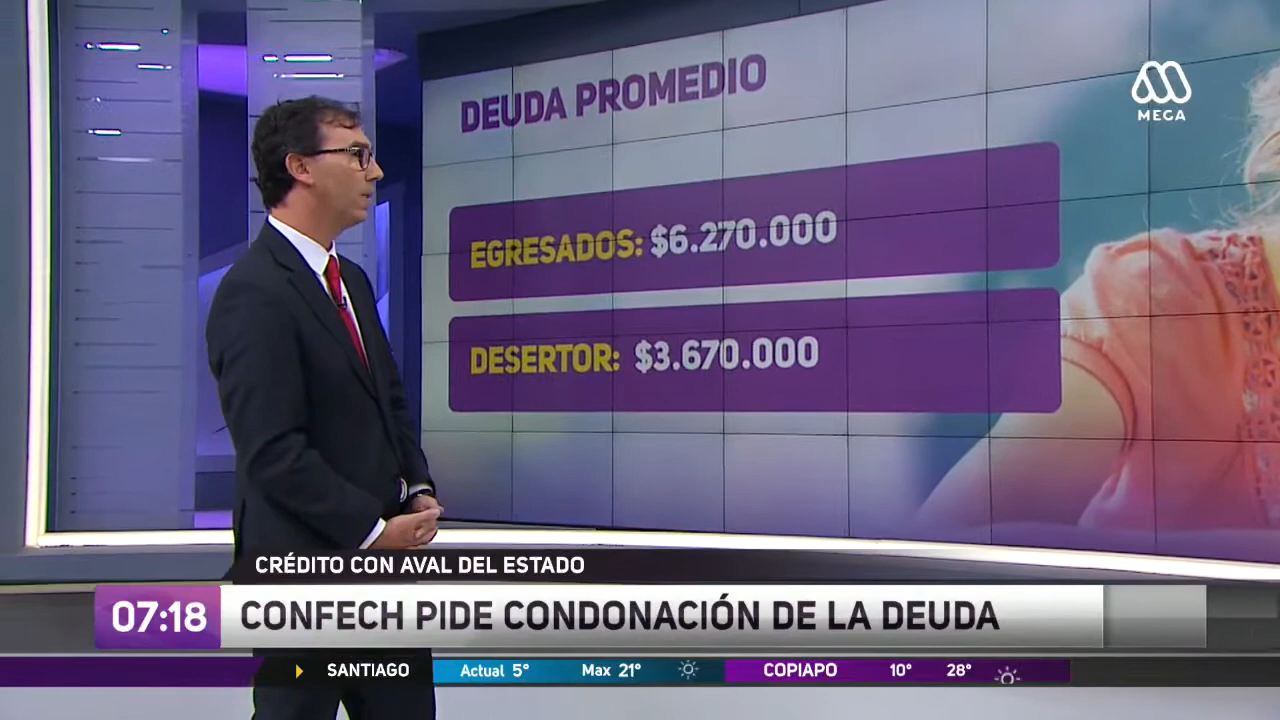 DEUDA PROMEDIO
MEGA
EGRESADOS: $6.270.000
DESERTOR: $3.670.000
CRÉDITO CON AVAL DEL ESTADO
07:18 CONFECH PIDE CONDONACIÓN DE LA DEUDA
SANTIAGO Actual 5° Max 21° COPIAPO 10° 28°